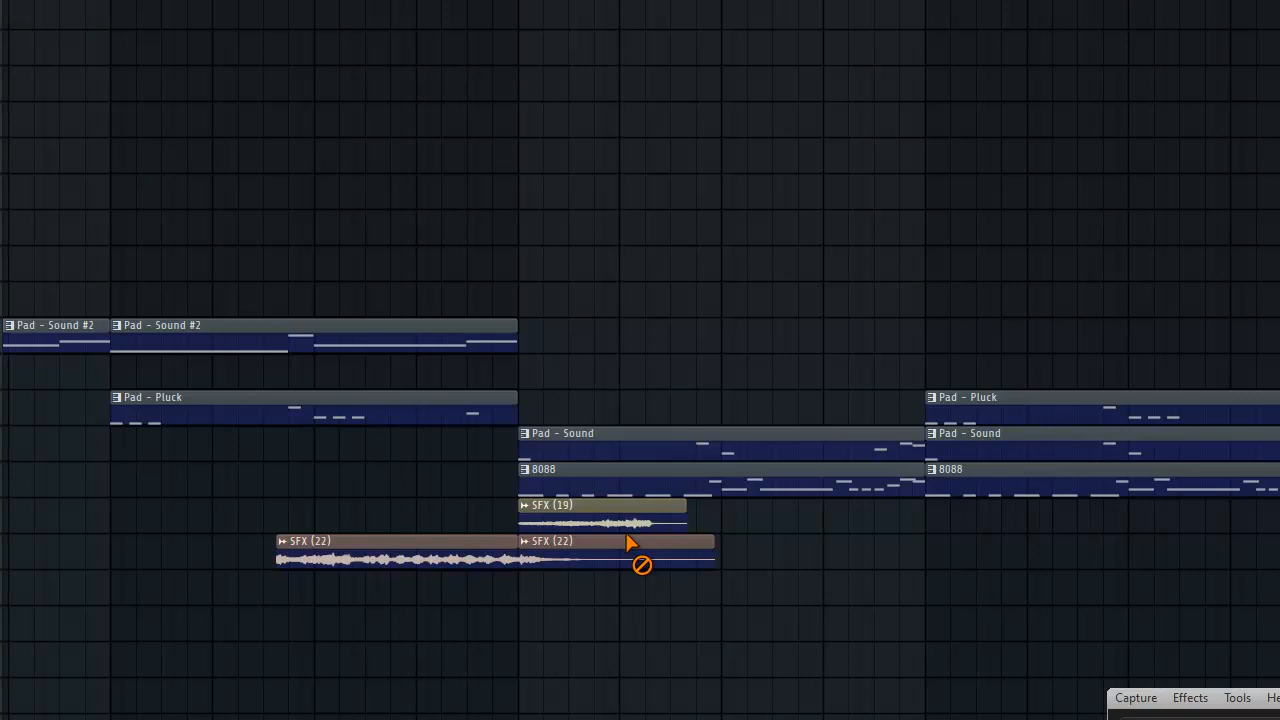 Pad - Sound #2 Pad - Sound #2
Pad - Pluck Pad - Pluck
Pad - Sound Pad - Sound
8088 8088
SFX (19)
SFX (22) SFX (22)
Capture Effects Tools